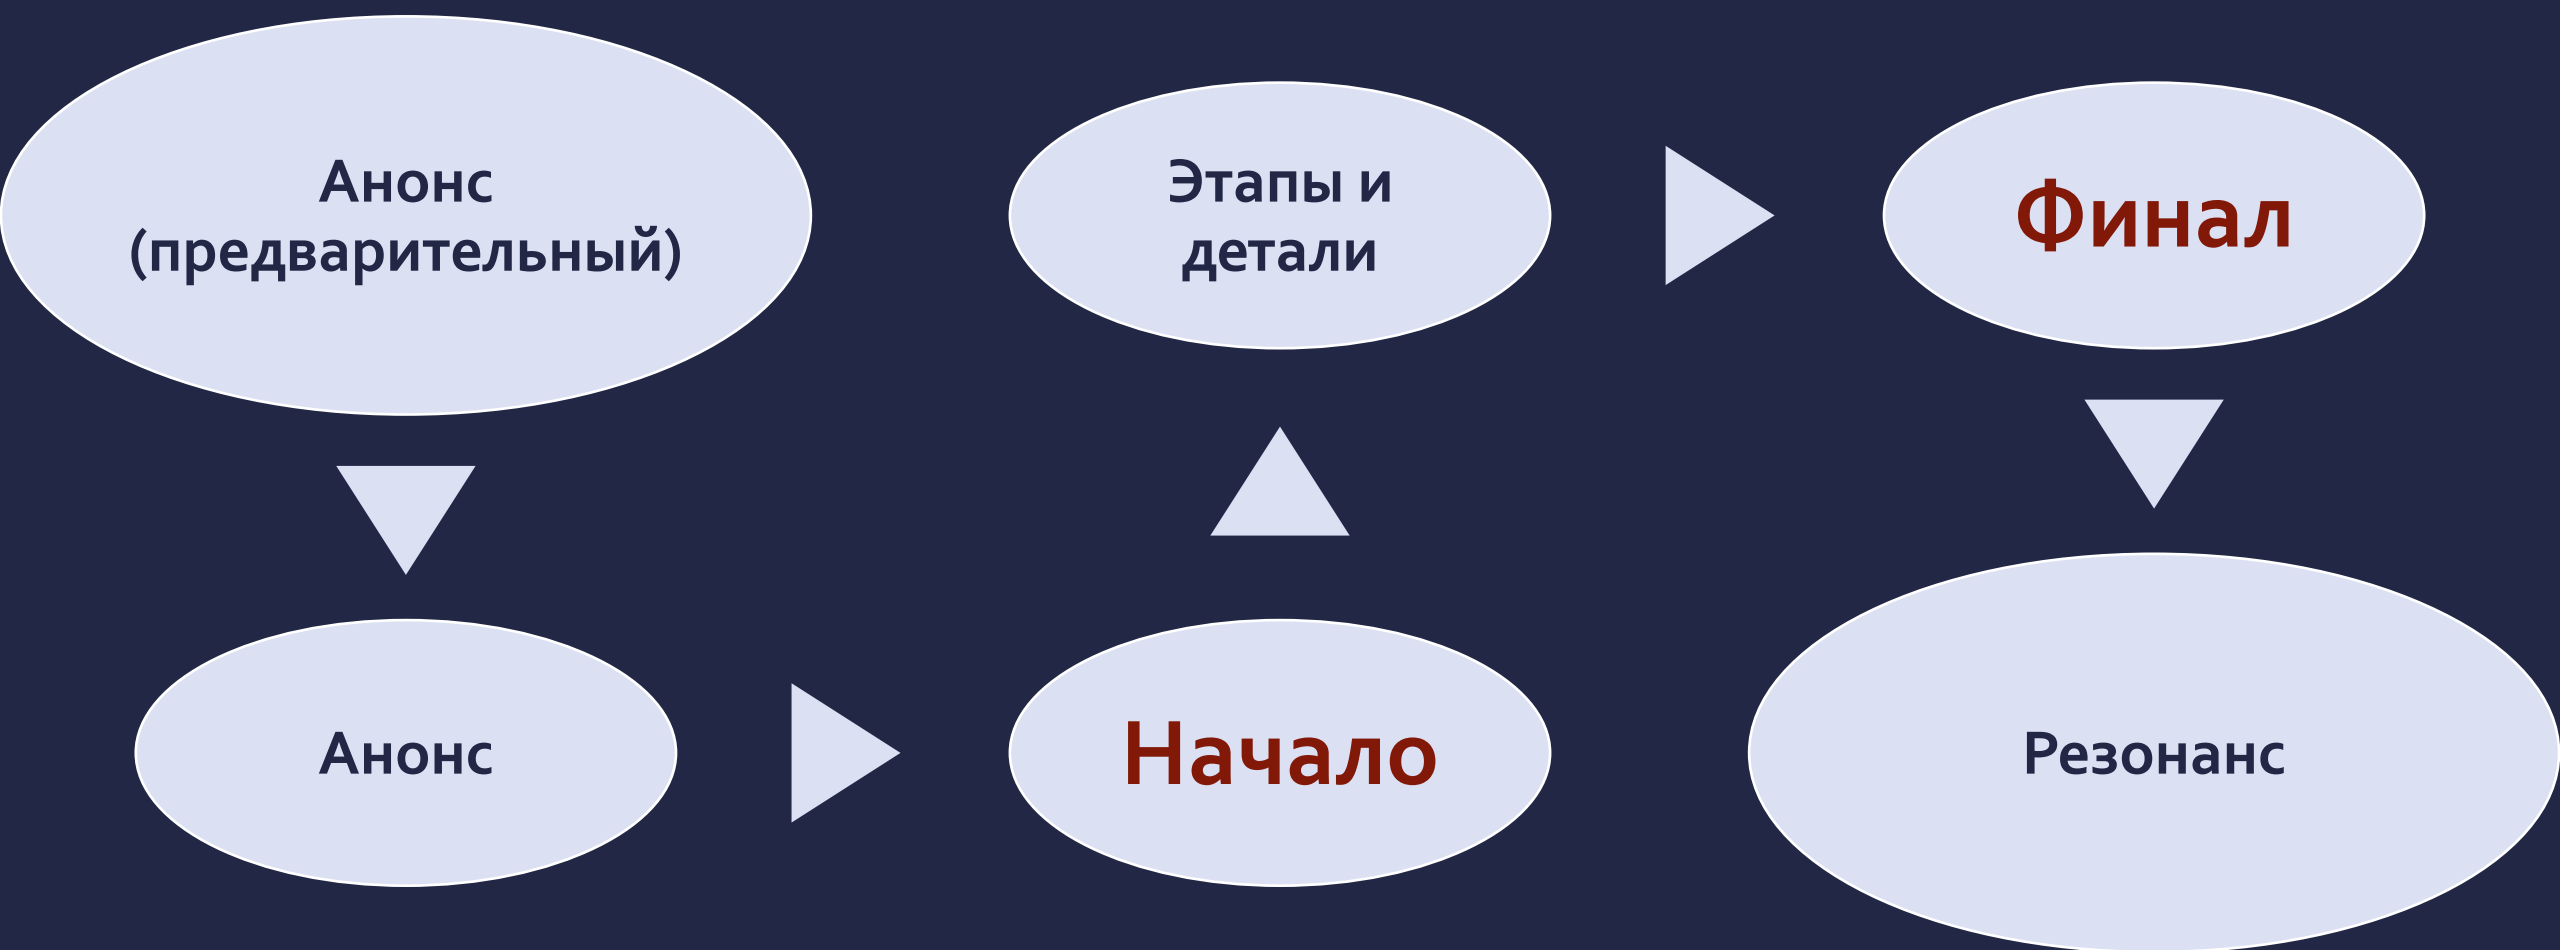 Анонс
(предварительный)
Анонс
Начало
Этапы и
детали
Финал
Резонанс